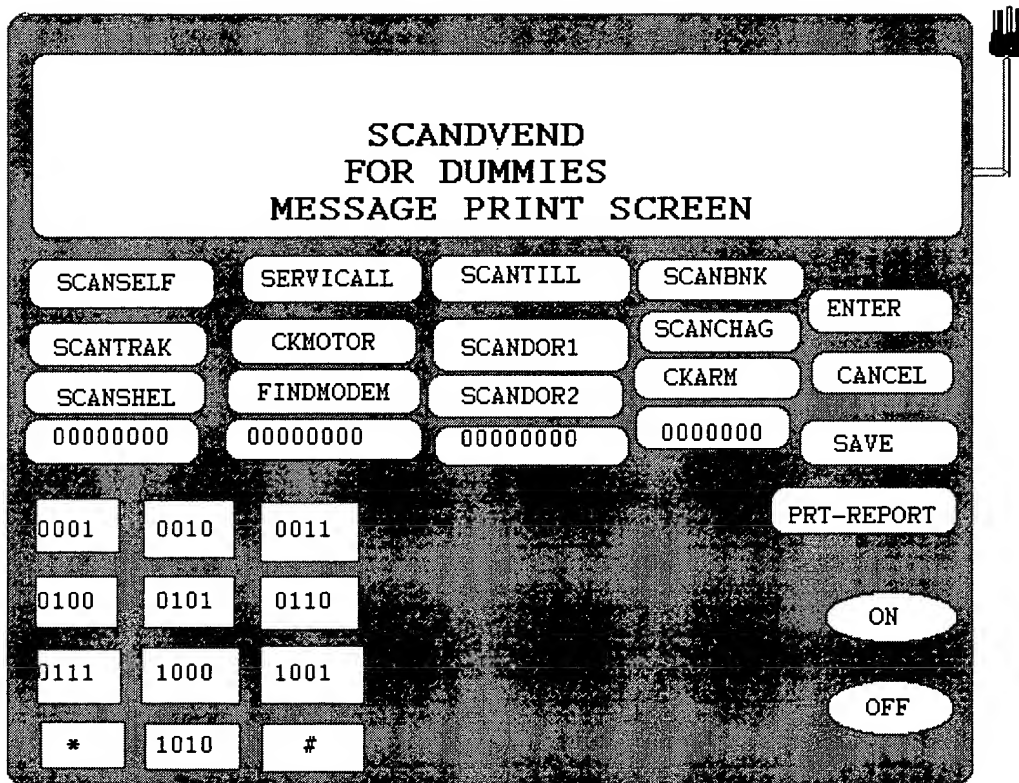 SCANDVEND
FOR DUMMIES
MESSAGE PRINT SCREEN
SCANSELF SERVICALL SCANTILL SCANBNK
ENTER
SCANTRAK CKMOTOR SCANDOR1 SCANCHAG
SCANSHEL FINDMODEM SCANDOR2 CKARM CANCEL
00000000 00000000 00000000 0000000 SAVE
PRT-REPORT
0001 0010 0011
0100 0101 0110
ON
0111 1000 1001
OFF
* 1010 #